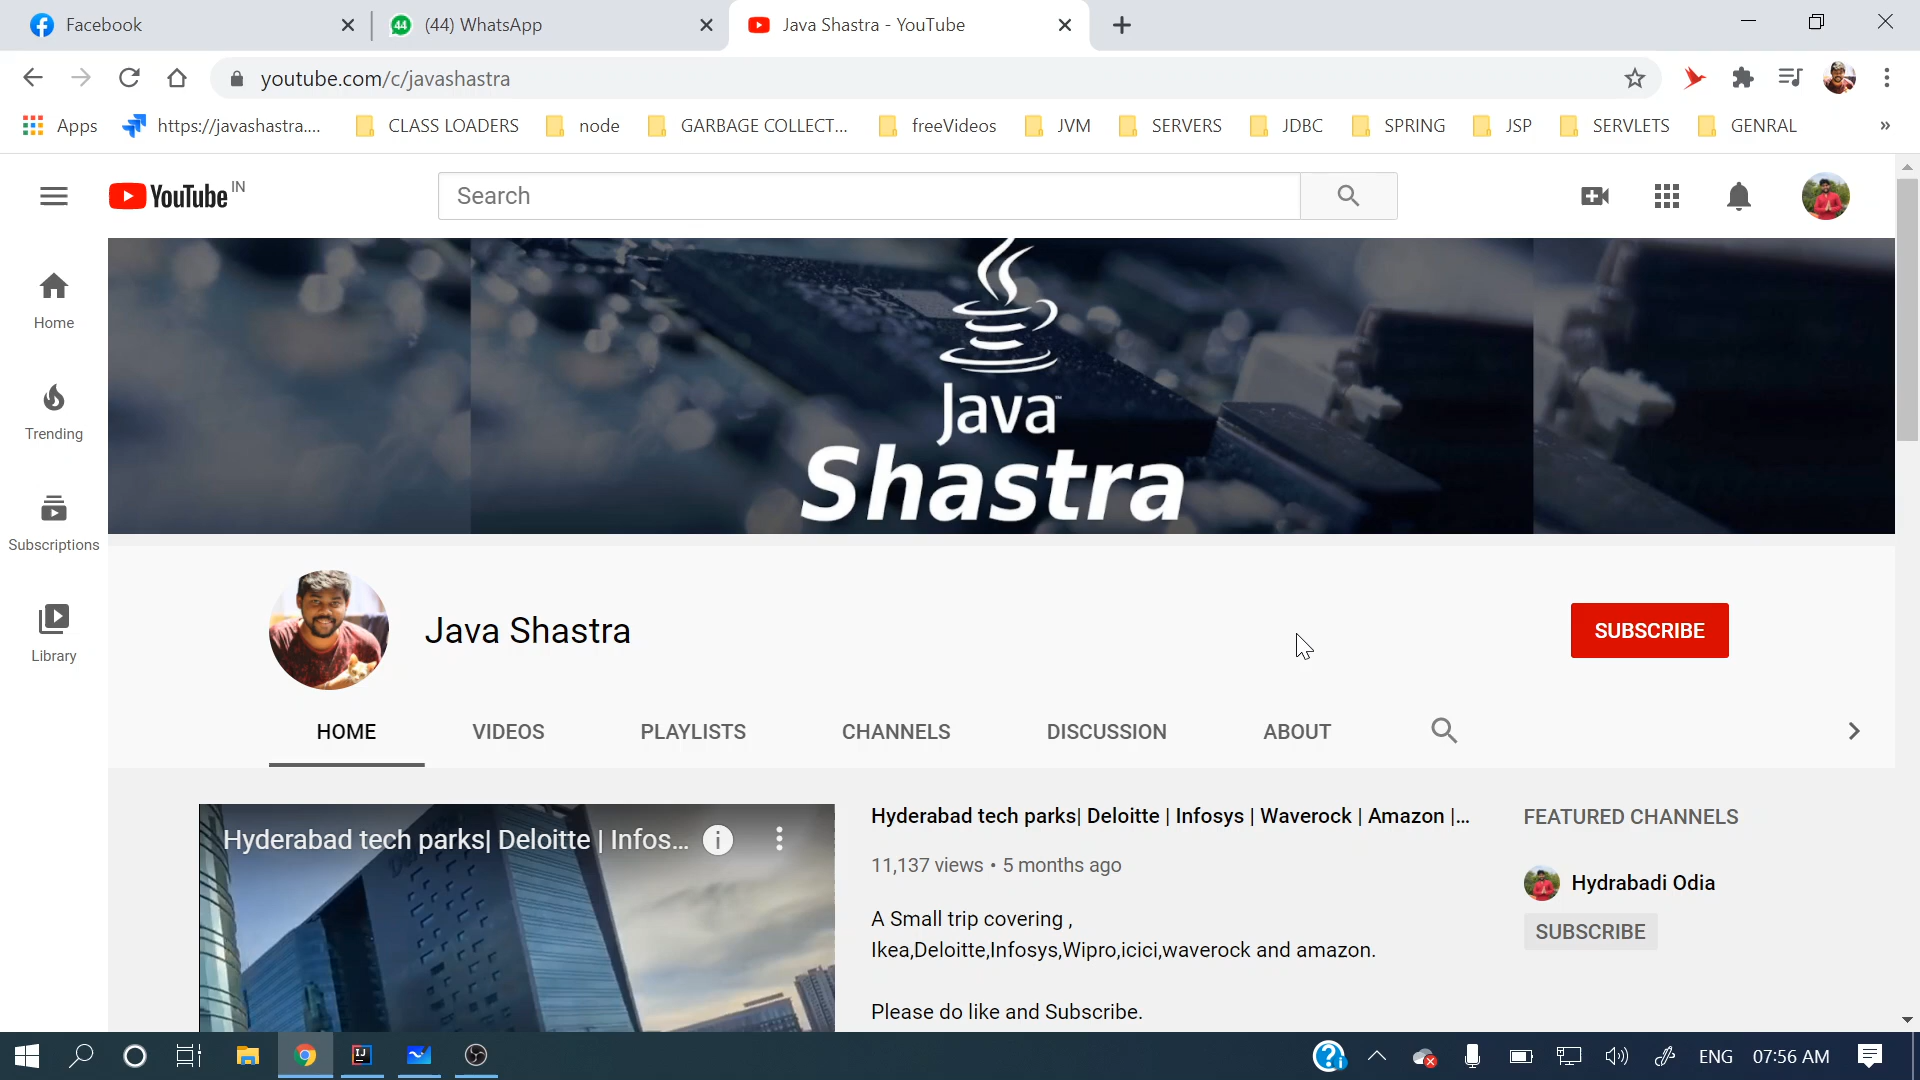 Facebook
44 (44) WhatsApp
Java Shastra - YouTube
youtube.com/c/javashastra
Apps
https://javashastra....
CLASS LOADERS
node
GARBAGE COLLECT...
freeVideos
JVM
SERVERS
JDBC
SPRING
JSP
SERVLETS
GENRAL
»
YouTube IN
Search
Home
Trending
Subscriptions
Library
Java™
Shastra
Java Shastra
SUBSCRIBE
HOME
VIDEOS
PLAYLISTS
CHANNELS
DISCUSSION
ABOUT
Hyderabad tech parks| Deloitte | Infos...
Hyderabad tech parks| Deloitte | Infosys | Waverock | Amazon |...
11,137 views • 5 months ago
A Small trip covering ,
Ikea,Deloitte,Infosys,Wipro,icici,waverock and amazon.
Please do like and Subscribe.
FEATURED CHANNELS
Hydrabadi Odia
SUBSCRIBE
ENG
07:56 AM